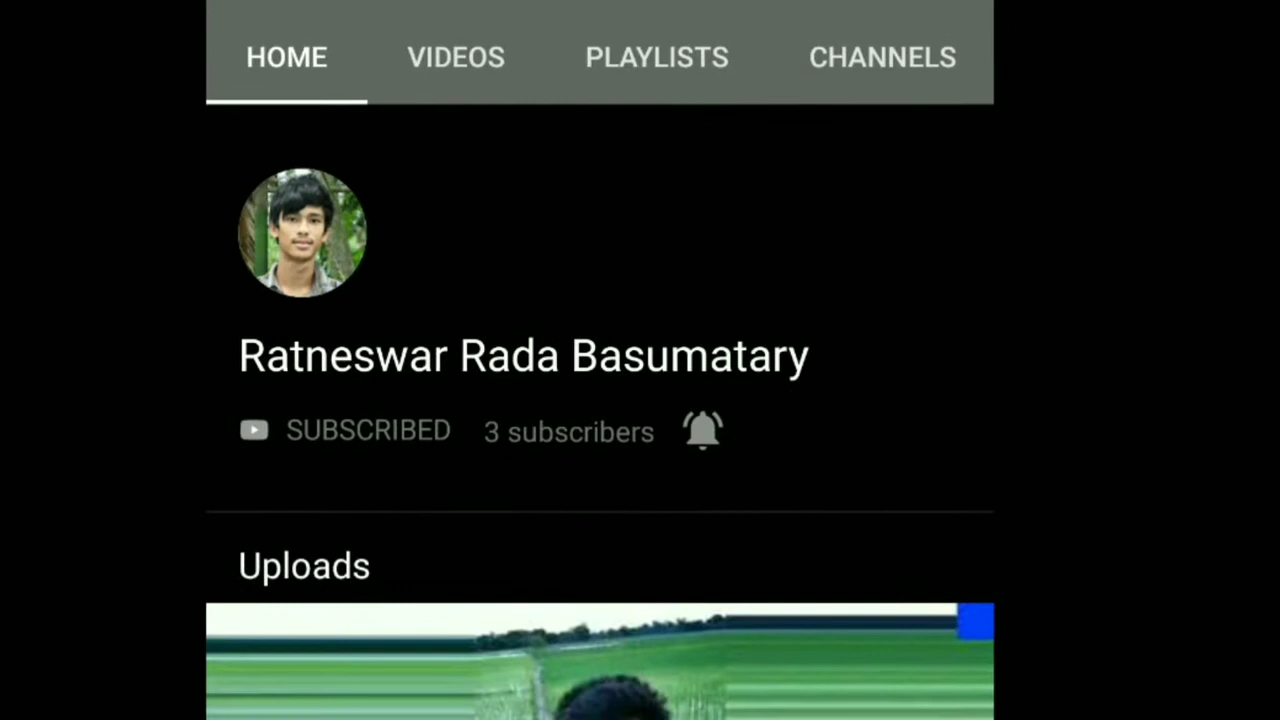 HOME VIDEOS PLAYLISTS CHANNELS
Ratneswar Rada Basumatary
SUBSCRIBED 3 subscribers
Uploads